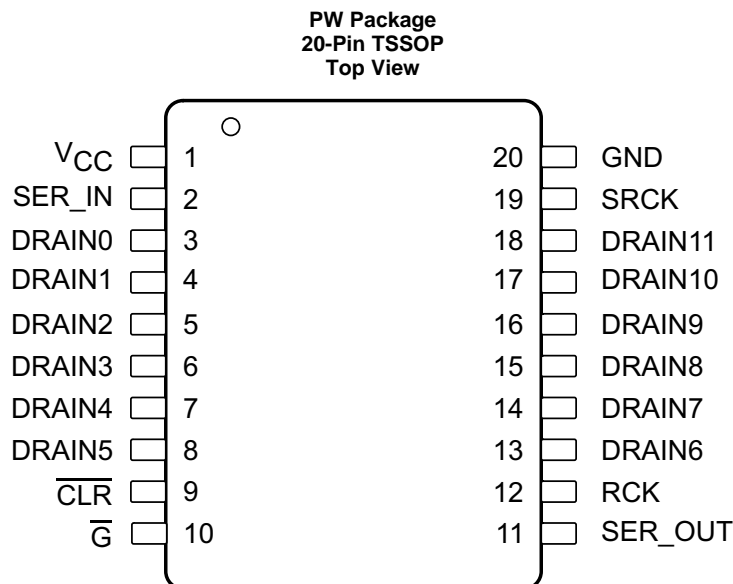 PW Package
20-Pin TSSOP
Top View
VCC 1 20 GND
SER_IN 2 19 SRCK
DRAIN0 3 18 DRAIN11
DRAIN1 4 17 DRAIN10
DRAIN2 5 16 DRAIN9
DRAIN3 6 15 DRAIN8
DRAIN4 7 14 DRAIN7
DRAIN5 8 13 DRAIN6
C̅L̅R̅ 9 12 RCK
G̅ 10 11 SER_OUT